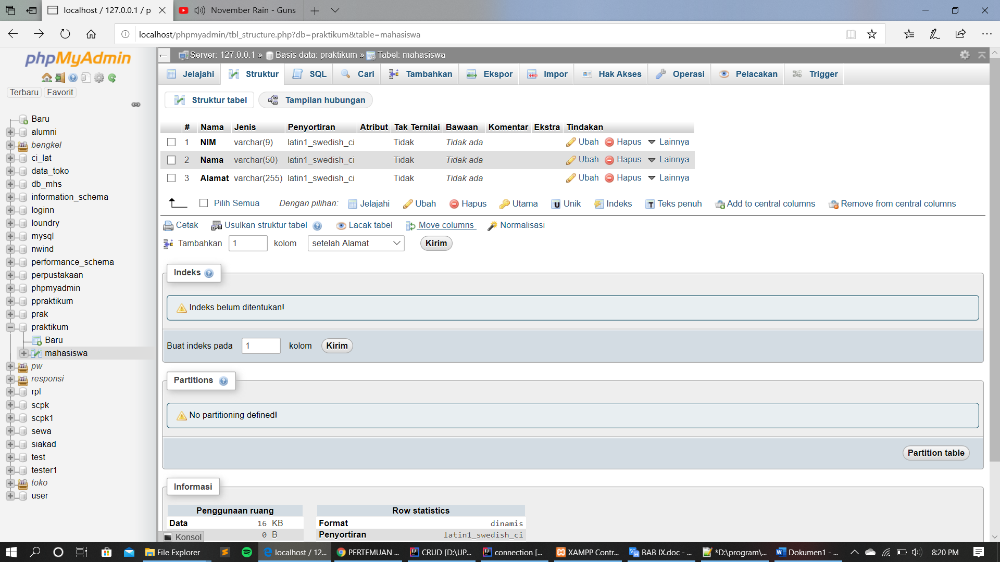 localhost / 127.0.0.1 / p
November Rain - Guns
localhost/phpmyadmin/tbl_structure.php?db=praktikum&table=mahasiswa
phpMyAdmin
Terbaru Favorit
Baru
alumni
bengkel
ci_lat
data_toko
db_mhs
information_schema
loginn
loundry
mysql
nwind
performance_schema
perpustakaan
phpmyadmin
ppraktikum
prak
praktikum
Baru
mahasiswa
pw
responsi
rpl
scpk
scpk1
sewa
siakad
test
tester1
toko
user
Server: 127.0.0.1 » Basis data: praktikum » Tabel: mahasiswa
Jelajahi Struktur SQL Cari Tambahkan Ekspor Impor Hak Akses Operasi Pelacakan Trigger
Struktur tabel Tampilan hubungan
# Nama Jenis Penyortiran Atribut Tak Ternilai Bawaan Komentar Ekstra Tindakan
1 NIM varchar(9) latin1_swedish_ci Tidak Tidak ada Ubah Hapus Lainnya
2 Nama varchar(50) latin1_swedish_ci Tidak Tidak ada Ubah Hapus Lainnya
3 Alamat varchar(255) latin1_swedish_ci Tidak Tidak ada Ubah Hapus Lainnya
Pilih Semua Dengan pilihan: Jelajahi Ubah Hapus Utama Unik Indeks Teks penuh Add to central columns Remove from central columns
Cetak Usulkan struktur tabel Lacak tabel Move columns Normalisasi
Tambahkan 1 kolom setelah Alamat Kirim
Indeks
Indeks belum ditentukan!
Buat indeks pada 1 kolom Kirim
Partitions
No partitioning defined!
Partition table
Informasi
Penggunaan ruang
Data 16 KB
0 B
Row statistics
Format dinamis
Penyortiran latin1_swedish_ci
Konsol
File Explorer localhost / 12... PERTEMUAN ... CRUD [D:\UP... connection [... XAMPP Contr... BAB IX.doc - ... *D:\program\... Dokumen1 - ... 8:20 PM